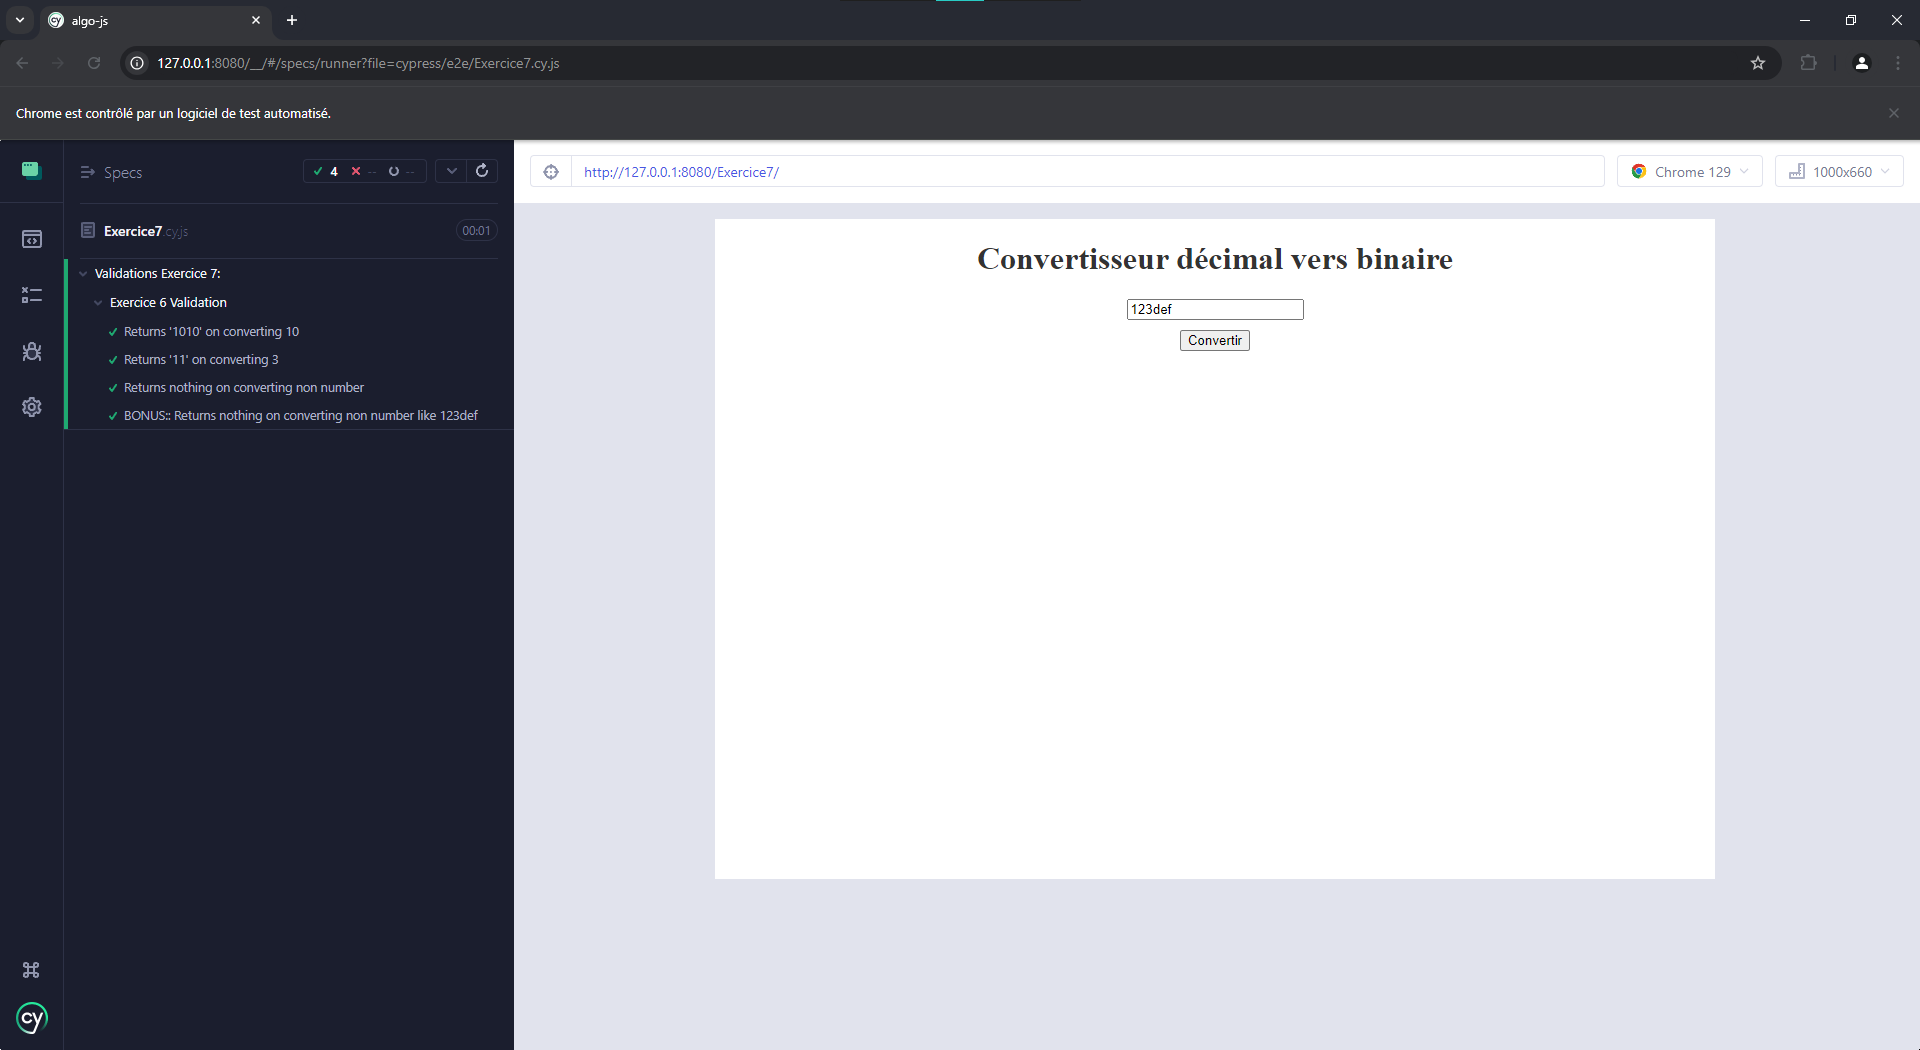 algo-js
127.0.0.1:8080/__/#/specs/runner?file=cypress/e2e/Exercice7.cy.js
Chrome est contrôlé par un logiciel de test automatisé.
Specs
4 -- --
Exercice7.cy.js 00:01
Validations Exercice 7:
Exercice 6 Validation
Returns '1010' on converting 10
Returns '11' on converting 3
Returns nothing on converting non number
BONUS:: Returns nothing on converting non number like 123def
cy
http://127.0.0.1:8080/Exercice7/
Chrome 129
1000x660
Convertisseur décimal vers binaire
123def
Convertir